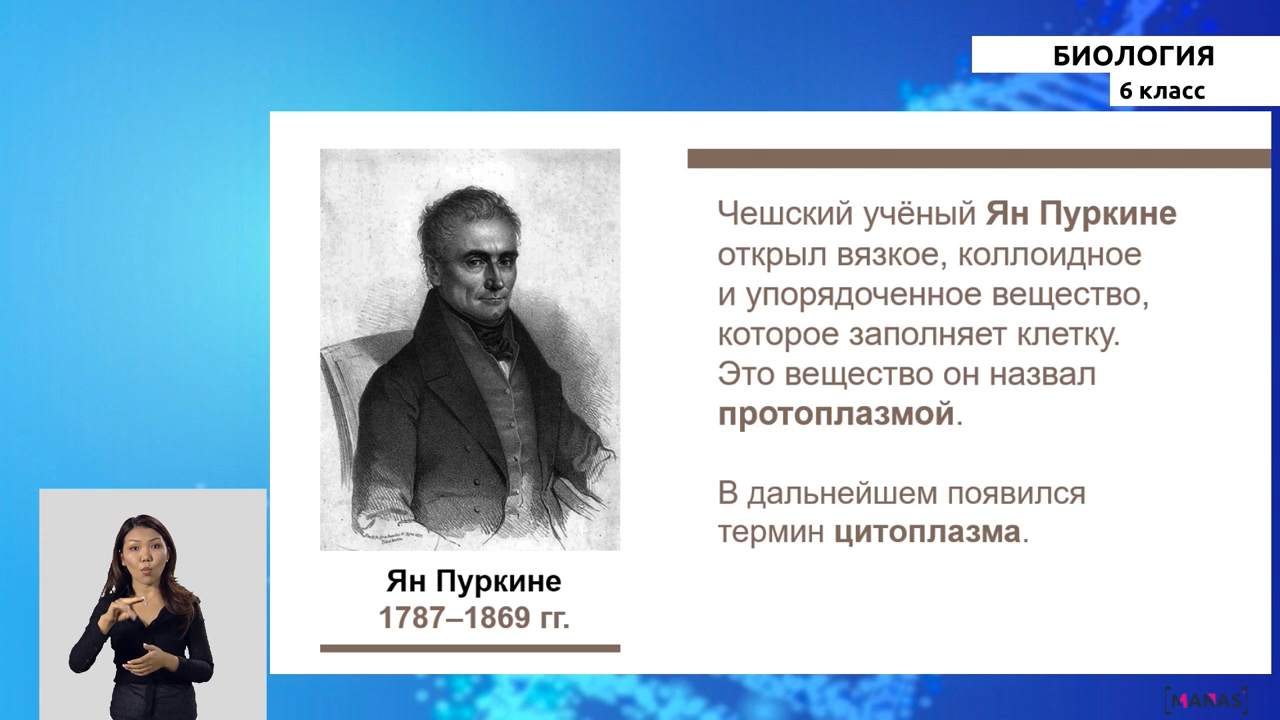 БИОЛОГИЯ
6 класс
Чешский учёный Ян Пуркине
открыл вязкое, коллоидное
и упорядоченное вещество,
которое заполняет клетку.
Это вещество он назвал
протоплазмой.
В дальнейшем появился
термин цитоплазма.
Ян Пуркине
1787–1869 гг.
[MANAS]